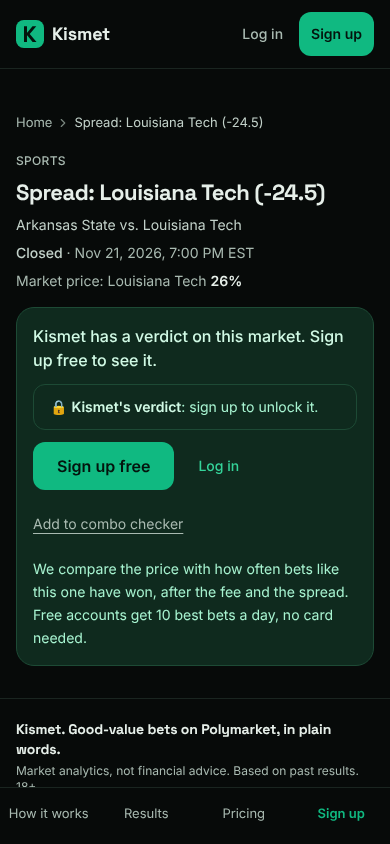 K Kismet Log in Sign up
Home > Spread: Louisiana Tech (-24.5)
SPORTS
Spread: Louisiana Tech (-24.5)
Arkansas State vs. Louisiana Tech
Closed · Nov 21, 2026, 7:00 PM EST
Market price: Louisiana Tech 26%
Kismet has a verdict on this market. Sign
up free to see it.
🔒 Kismet's verdict: sign up to unlock it.
Sign up free Log in
Add to combo checker
We compare the price with how often bets like
this one have won, after the fee and the spread.
Free accounts get 10 best bets a day, no card
needed.
Kismet. Good-value bets on Polymarket, in plain
words.
Market analytics, not financial advice. Based on past results.
18+
How it works Results Pricing Sign up